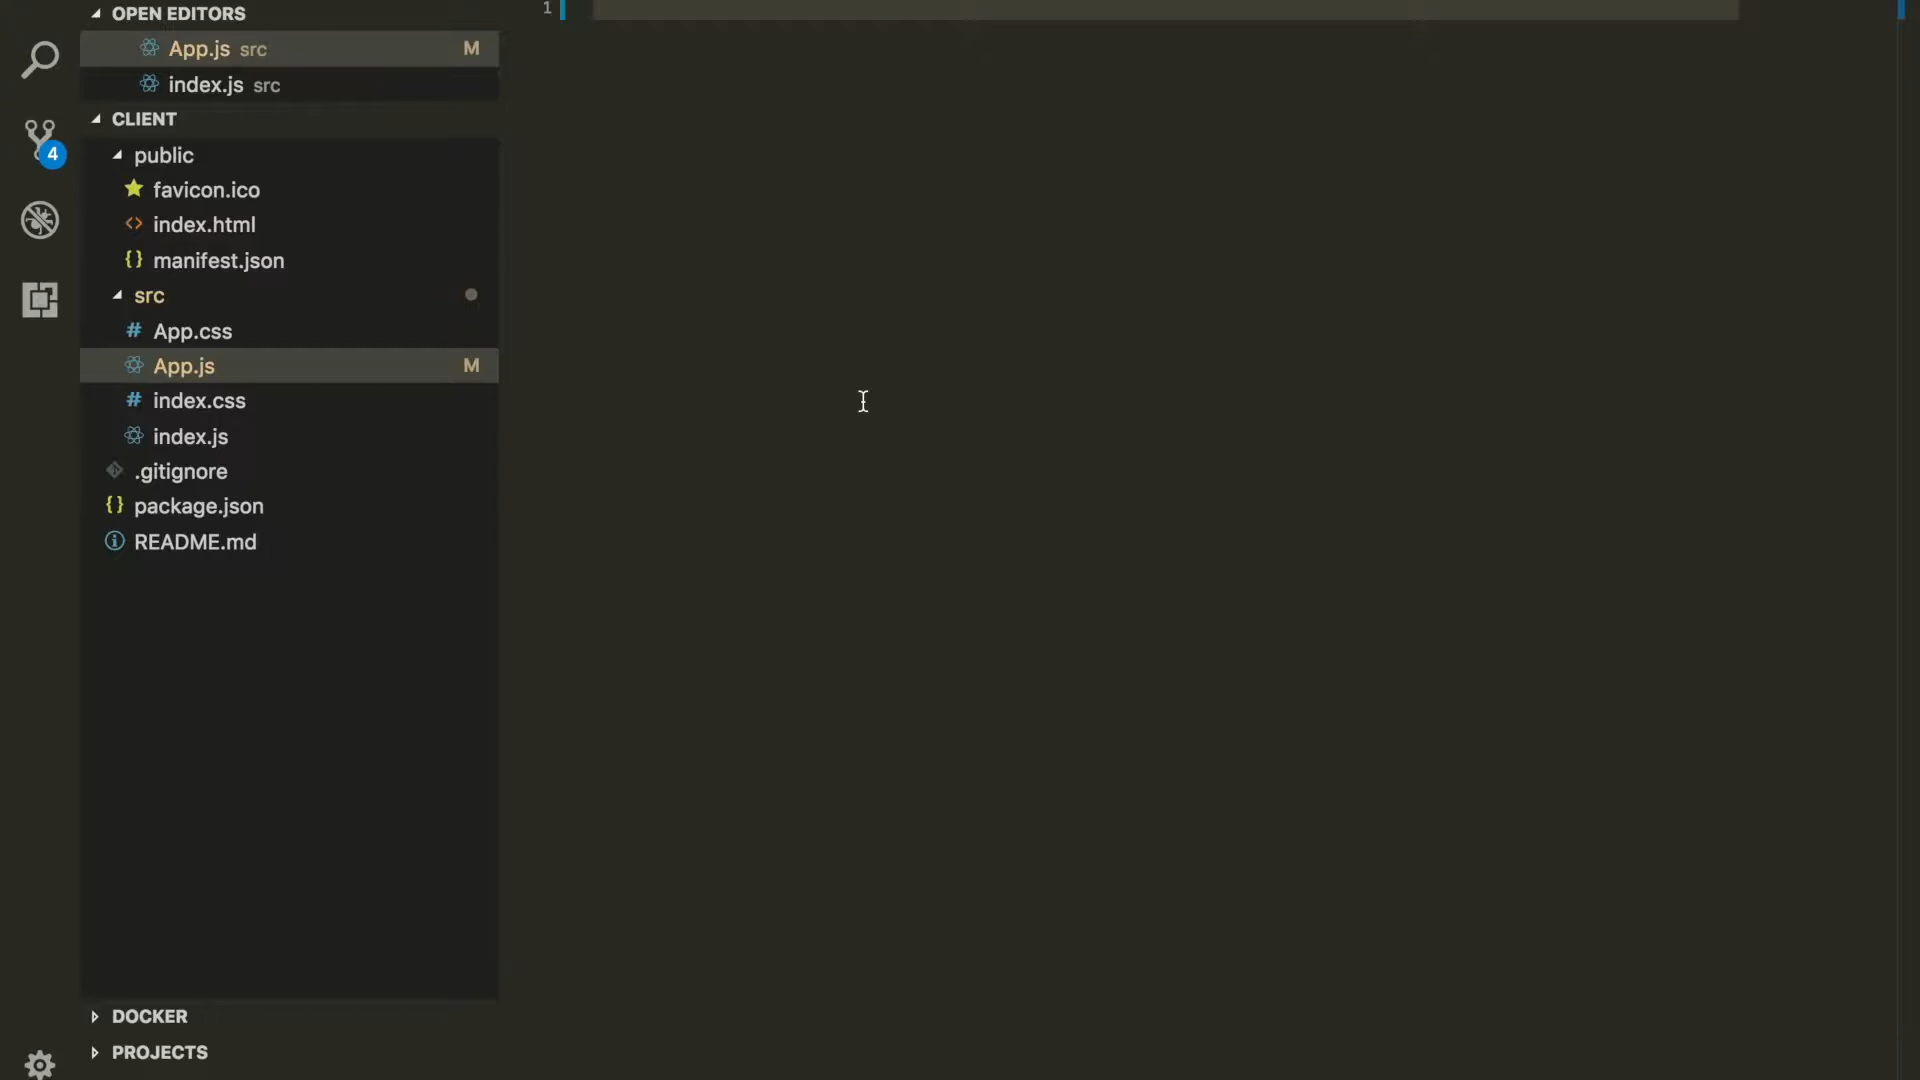 OPEN EDITORS
App.js src M
index.js src
CLIENT
public
favicon.ico
index.html
manifest.json
src
App.css
App.js M
index.css
index.js
.gitignore
package.json
README.md
DOCKER
PROJECTS
4
1